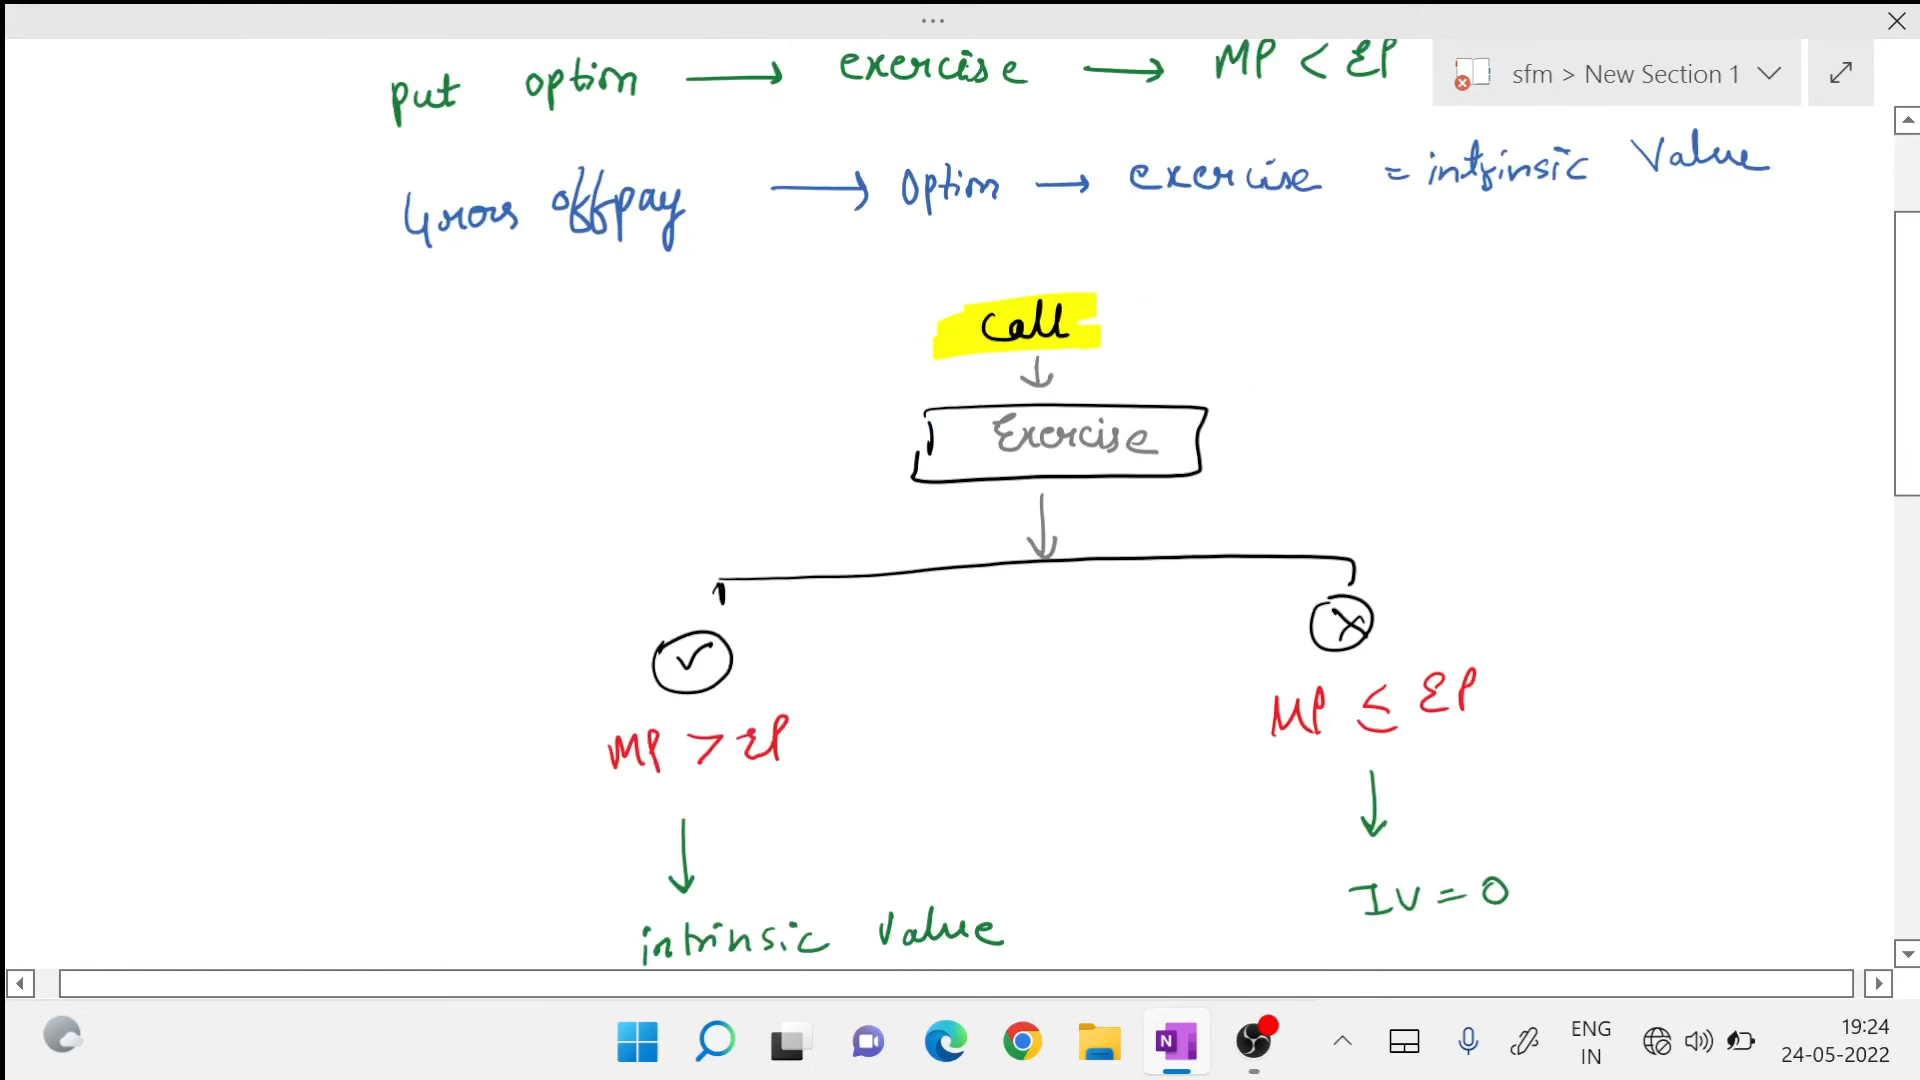 ...
put option → exercise → MP < EP
sfm > New Section 1
Gross offpay → option → exercise = intrinsic Value
Call
↓
Exercise
↓
✓ X
MP > EP MP ≤ EP
↓ ↓
intrinsic Value IV = 0
ENG
IN
19:24
24-05-2022